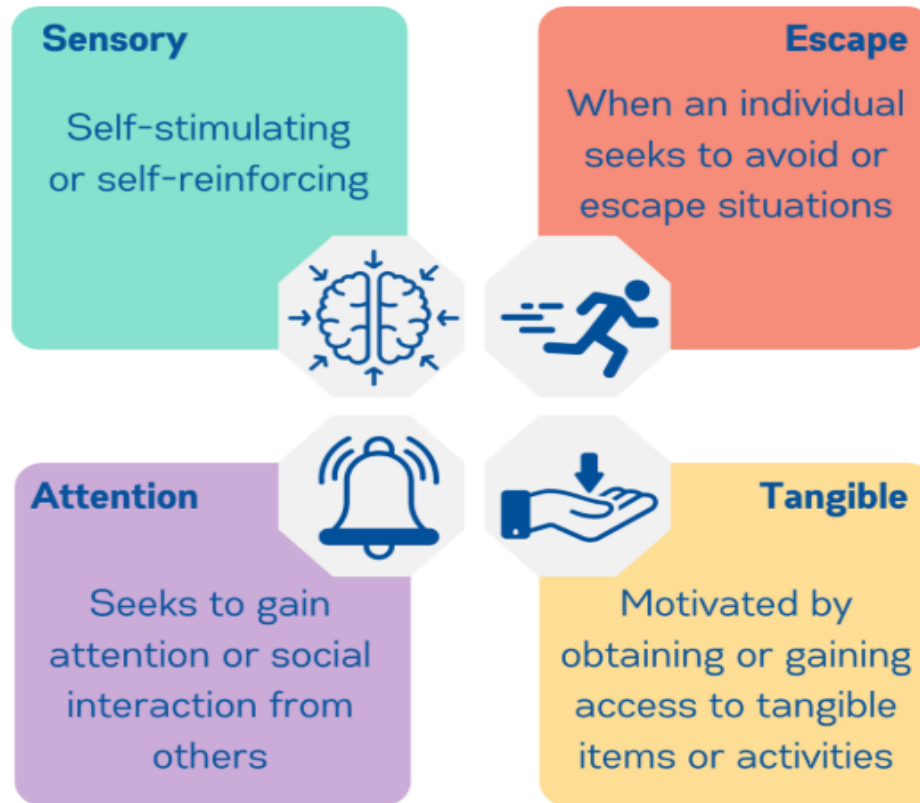 Sensory
Self-stimulating
or self-reinforcing
Escape
When an individual
seeks to avoid or
escape situations
Attention
Seeks to gain
attention or social
interaction from
others
Tangible
Motivated by
obtaining or gaining
access to tangible
items or activities